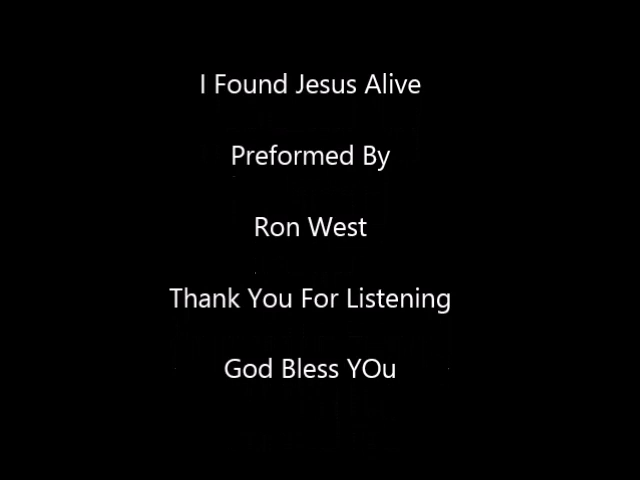 I Found Jesus Alive
Preformed By
Ron West
Thank You For Listening
God Bless YOu